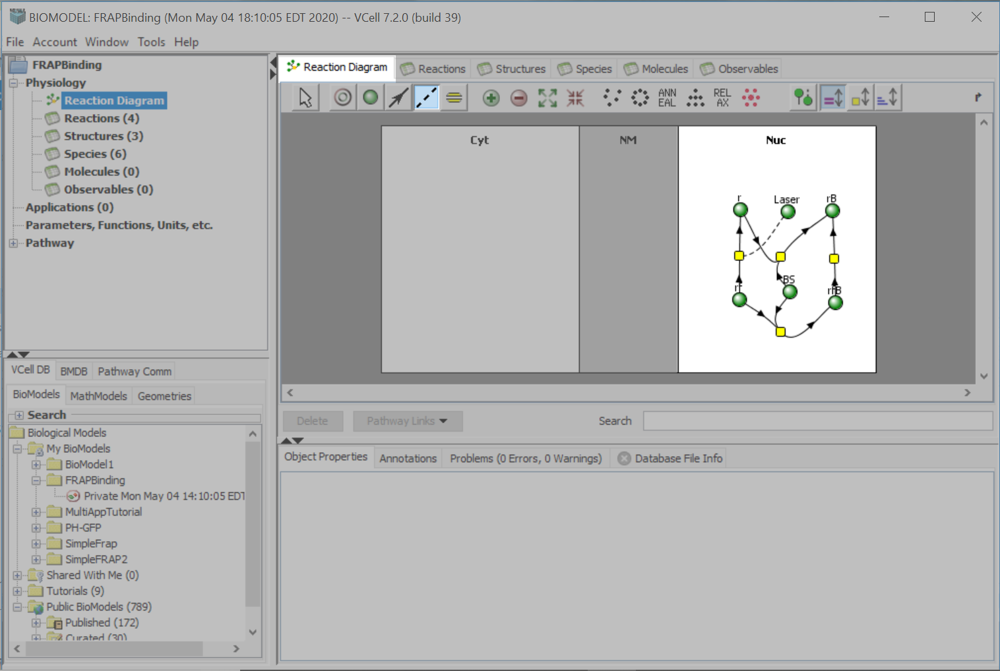 BIOMODEL: FRAPBinding (Mon May 04 18:10:05 EDT 2020) -- VCell 7.2.0 (build 39)
File Account Window Tools Help
FRAPBinding
Physiology
Reaction Diagram
Reactions (4)
Structures (3)
Species (6)
Molecules (0)
Observables (0)
Applications (0)
Parameters, Functions, Units, etc.
Pathway
VCell DB BMDB Pathway Comm
BioModels MathModels Geometries
Search
Biological Models
My BioModels
BioModel1
FRAPBinding
Private Mon May 04 14:10:05 EDT
MultiAppTutorial
PH-GFP
SimpleFrap
SimpleFRAP2
Shared With Me (0)
Tutorials (9)
Public BioModels (789)
Published (172)
Curated (30)
Reaction Diagram Reactions Structures Species Molecules Observables
ANN EAL
REL AX
Cyt NM Nuc
r Laser rB
BS
rf rfB
Delete Pathway Links Search
Object Properties Annotations Problems (0 Errors, 0 Warnings) Database File Info